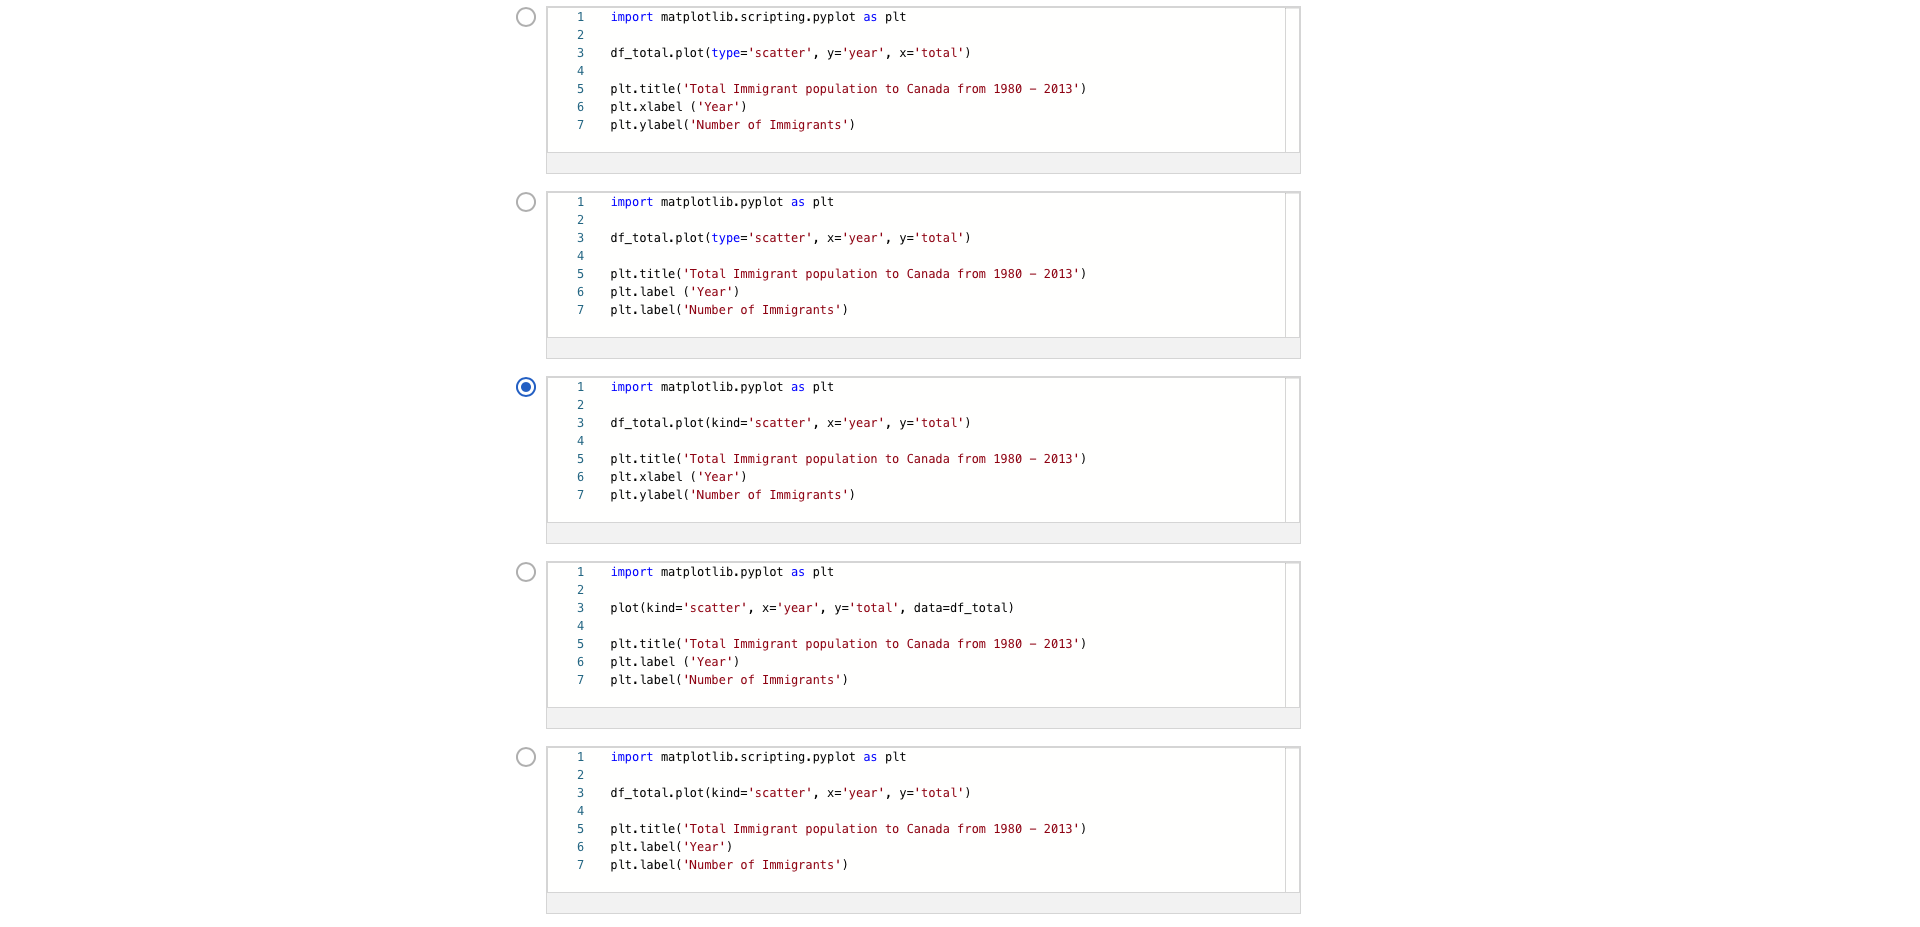 1 import matplotlib.scripting.pyplot as plt
2
3 df_total.plot(type='scatter', y='year', x='total')
4
5 plt.title('Total Immigrant population to Canada from 1980 - 2013')
6 plt.xlabel ('Year')
7 plt.ylabel('Number of Immigrants')
1 import matplotlib.pyplot as plt
2
3 df_total.plot(type='scatter', x='year', y='total')
4
5 plt.title('Total Immigrant population to Canada from 1980 - 2013')
6 plt.label ('Year')
7 plt.label('Number of Immigrants')
1 import matplotlib.pyplot as plt
2
3 df_total.plot(kind='scatter', x='year', y='total')
4
5 plt.title('Total Immigrant population to Canada from 1980 - 2013')
6 plt.xlabel ('Year')
7 plt.ylabel('Number of Immigrants')
1 import matplotlib.pyplot as plt
2
3 plot(kind='scatter', x='year', y='total', data=df_total)
4
5 plt.title('Total Immigrant population to Canada from 1980 - 2013')
6 plt.label ('Year')
7 plt.label('Number of Immigrants')
1 import matplotlib.scripting.pyplot as plt
2
3 df_total.plot(kind='scatter', x='year', y='total')
4
5 plt.title('Total Immigrant population to Canada from 1980 - 2013')
6 plt.label('Year')
7 plt.label('Number of Immigrants')